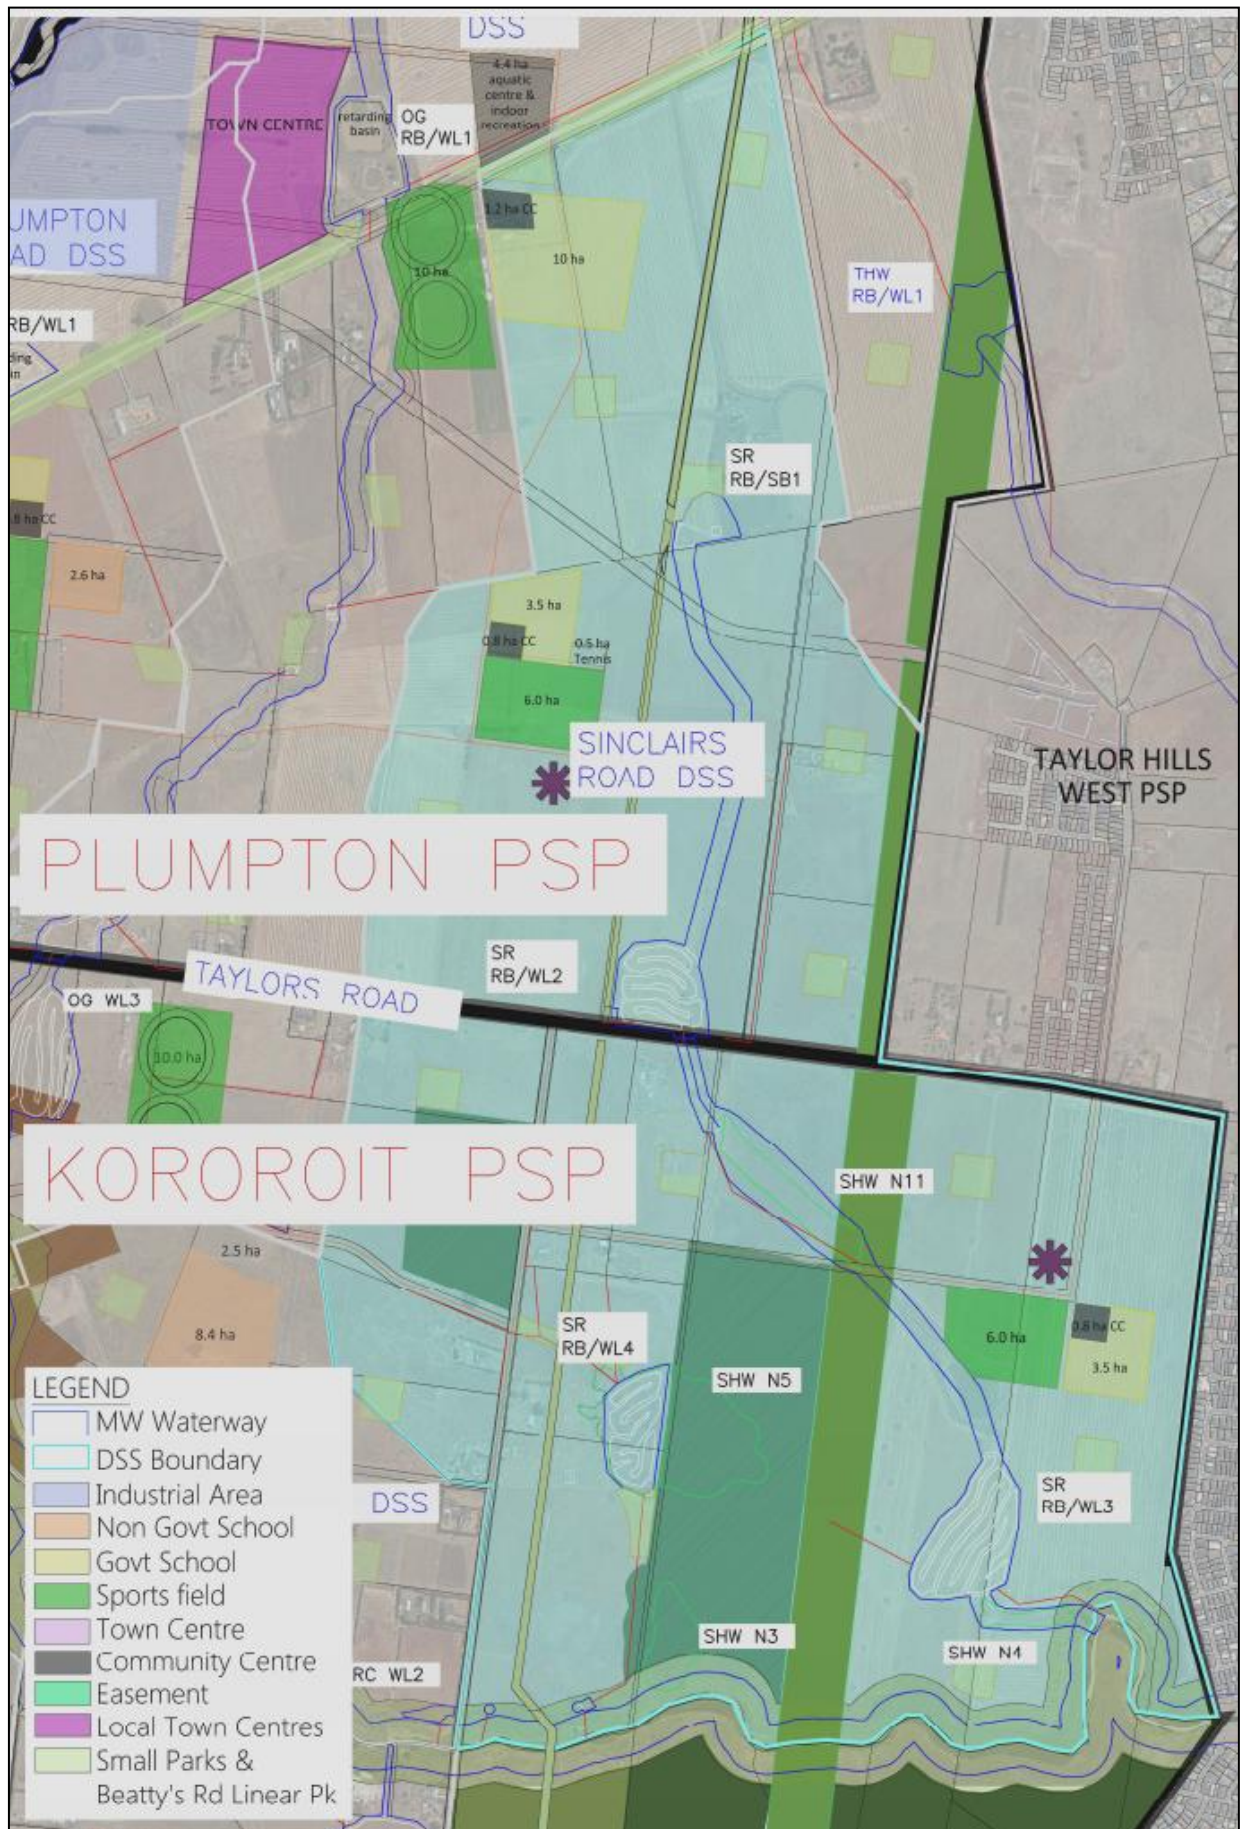 DSS
4.4 ha
aquatic
centre &
indoor
recreation
TOWN CENTRE
retarding
basin
OG
RB/WL1
1.2 ha CC
UMPTON
AD DSS
10 ha
10 ha
THW
RB/WL1
RB/WL1
ding
in
SR
RB/SB1
.8 ha CC
2.6 ha
3.5 ha
0.8 ha CC
0.5 ha
Tennis
6.0 ha
SINCLAIRS
ROAD DSS
TAYLOR HILLS
WEST PSP
PLUMPTON PSP
SR
RB/WL2
TAYLORS ROAD
OG WL3
10.0 ha
KOROROIT PSP
SHW N11
2.5 ha
8.4 ha
SR
RB/WL4
6.0 ha
0.8 ha CC
3.5 ha
SHW N5
LEGEND
MW Waterway
DSS Boundary
Industrial Area
Non Govt School
Govt School
Sports field
Town Centre
Community Centre
Easement
Local Town Centres
Small Parks &
Beatty's Rd Linear Pk
DSS
SR
RB/WL3
SHW N3
SHW N4
RC WL2